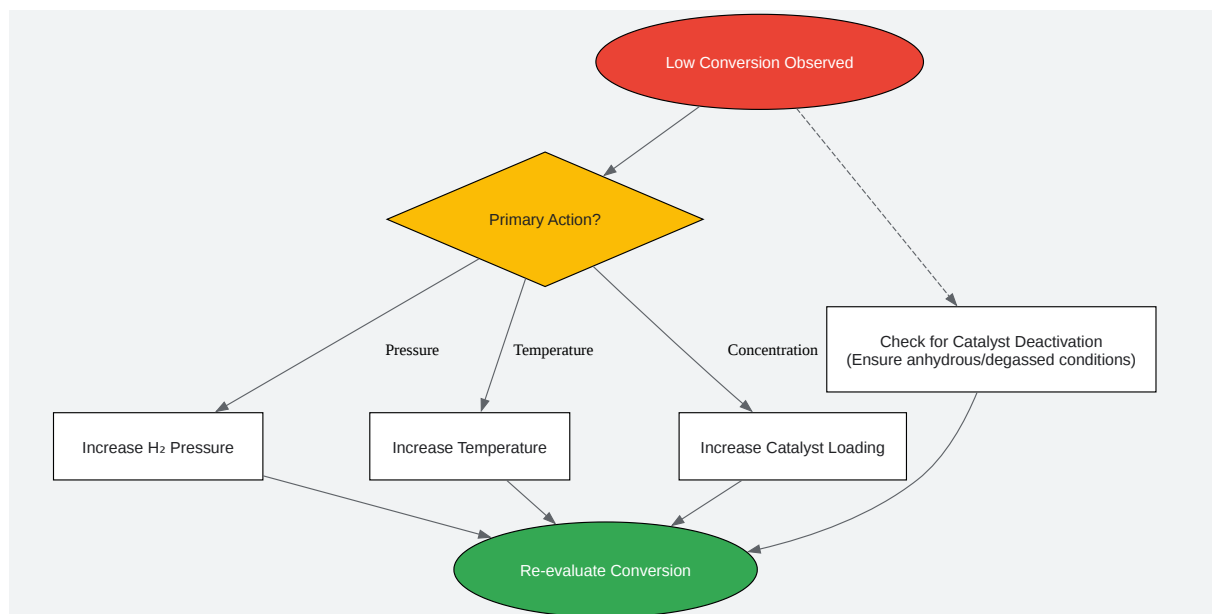 Low Conversion Observed
Primary Action?
Pressure
Temperature
Concentration
Check for Catalyst Deactivation
(Ensure anhydrous/degassed conditions)
Increase H₂ Pressure
Increase Temperature
Increase Catalyst Loading
Re-evaluate Conversion